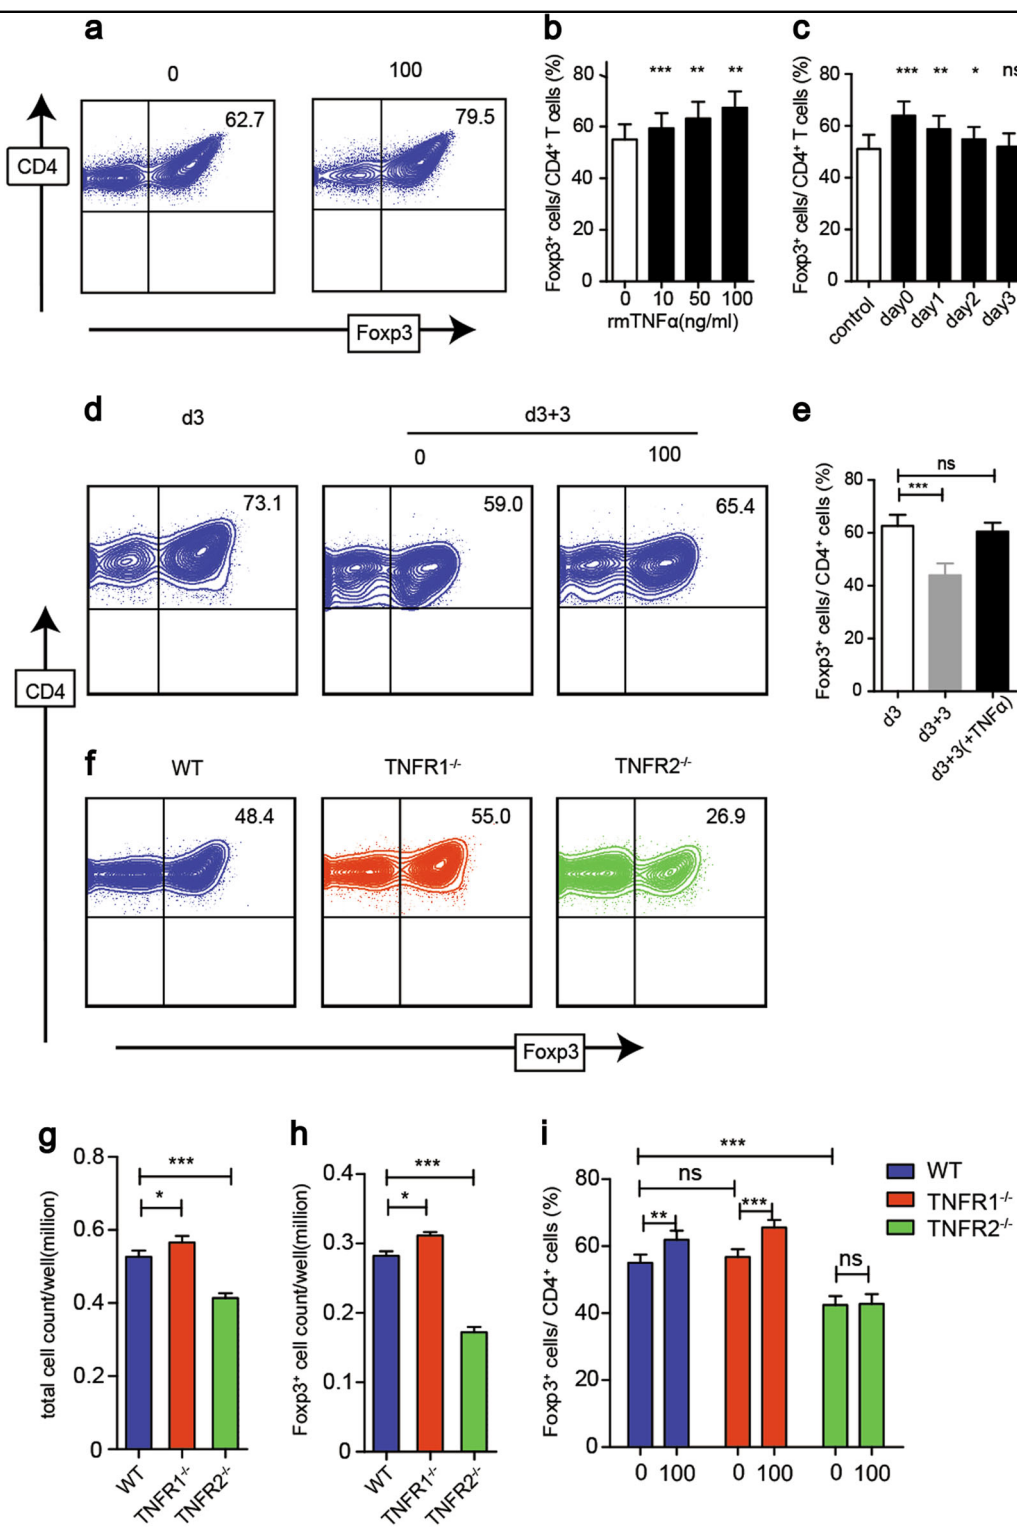 a
0
100
CD4
62.7
79.5
Foxp3
b
Foxp3⁺ cells/ CD4⁺ T cells (%)
80
60
40
20
0
*** ** **
0 10 50 100
rmTNFα(ng/ml)
c
Foxp3⁺ cells/ CD4⁺ T cells (%)
80
60
40
20
0
*** ** * ns
control day0 day1 day2 day3
d
d3
d3+3
0
100
73.1
59.0
65.4
CD4
e
Foxp3⁺ cells/ CD4⁺ cells (%)
80
60
40
20
0
ns
***
d3 d3+3 d3+3(+TNFα)
f
WT
TNFR1⁻/⁻
TNFR2⁻/⁻
48.4
55.0
26.9
Foxp3
g
total cell count/well(million)
0.8
0.6
0.4
0.2
0
***
*
WT TNFR1⁻/⁻ TNFR2⁻/⁻
h
Foxp3⁺ cell count/well(million)
0.4
0.3
0.2
0.1
0
***
*
WT TNFR1⁻/⁻ TNFR2⁻/⁻
i
Foxp3⁺ cells/ CD4⁺ cells (%)
80
60
40
20
0
***
ns
**
***
ns
0 100 0 100 0 100
WT
TNFR1⁻/⁻
TNFR2⁻/⁻